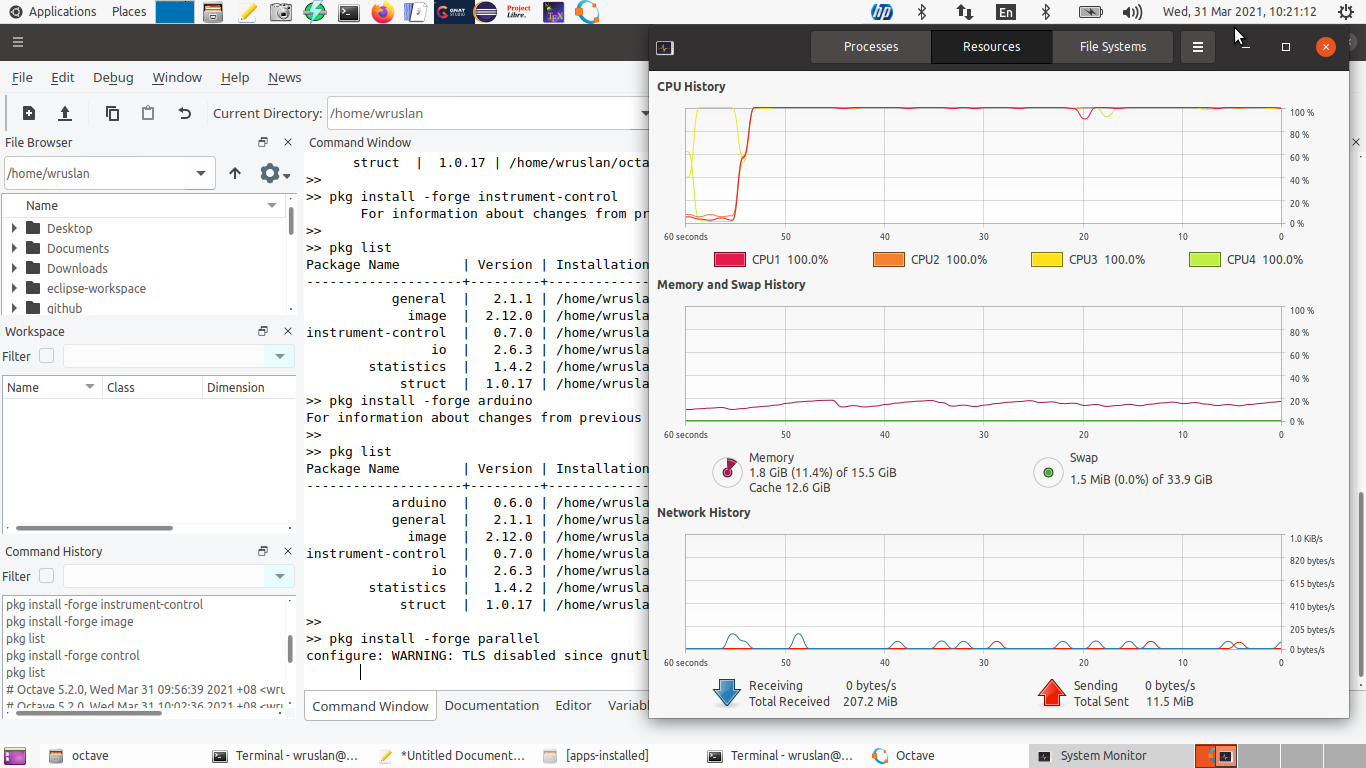 Applications Places
GNAT
STUDIO
Project
Libre.
TEX
hp
En
Wed, 31 Mar 2021, 10:21:12
File Edit Debug Window Help News
Current Directory: /home/wruslan
File Browser
/home/wruslan
Name
Desktop
Documents
Downloads
eclipse-workspace
github
Workspace
Filter
Name Class Dimension
Command History
Filter
pkg install -forge instrument-control
pkg install -forge image
pkg list
pkg install -forge control
pkg list
# Octave 5.2.0, Wed Mar 31 09:56:39 2021 +08 <wru
# Octave 5.2.0, Wed Mar 31 10:02:36 2021 +08 <wru
Command Window
struct | 1.0.17 | /home/wruslan/octa
>>
>> pkg install -forge instrument-control
For information about changes from pr
>>
>> pkg list
Package Name | Version | Installation
---------------------+---------+-------------
general | 2.1.1 | /home/wrusla
image | 2.12.0 | /home/wrusla
instrument-control | 0.7.0 | /home/wrusla
io | 2.6.3 | /home/wrusla
statistics | 1.4.2 | /home/wrusla
struct | 1.0.17 | /home/wrusla
>> pkg install -forge arduino
For information about changes from previous
>>
>> pkg list
Package Name | Version | Installation
---------------------+---------+-------------
arduino | 0.6.0 | /home/wrusla
general | 2.1.1 | /home/wrusla
image | 2.12.0 | /home/wrusla
instrument-control | 0.7.0 | /home/wrusla
io | 2.6.3 | /home/wrusla
statistics | 1.4.2 | /home/wrusla
struct | 1.0.17 | /home/wrusla
>>
>> pkg install -forge parallel
configure: WARNING: TLS disabled since gnutl
Command Window Documentation Editor Variabl
Processes Resources File Systems
CPU History
100 %
80 %
60 %
40 %
20 %
0 %
60 seconds 50 40 30 20 10 0
CPU1 100.0% CPU2 100.0% CPU3 100.0% CPU4 100.0%
Memory and Swap History
100 %
80 %
60 %
40 %
20 %
0 %
60 seconds 50 40 30 20 10 0
Memory
1.8 GiB (11.4%) of 15.5 GiB
Cache 12.6 GiB
Swap
1.5 MiB (0.0%) of 33.9 GiB
Network History
1.0 KiB/s
820 bytes/s
615 bytes/s
410 bytes/s
205 bytes/s
0 bytes/s
60 seconds 50 40 30 20 10 0
Receiving 0 bytes/s
Total Received 207.2 MiB
Sending 0 bytes/s
Total Sent 11.5 MiB
octave Terminal - wruslan@... *Untitled Document... [apps-installed] Terminal - wruslan@... Octave System Monitor